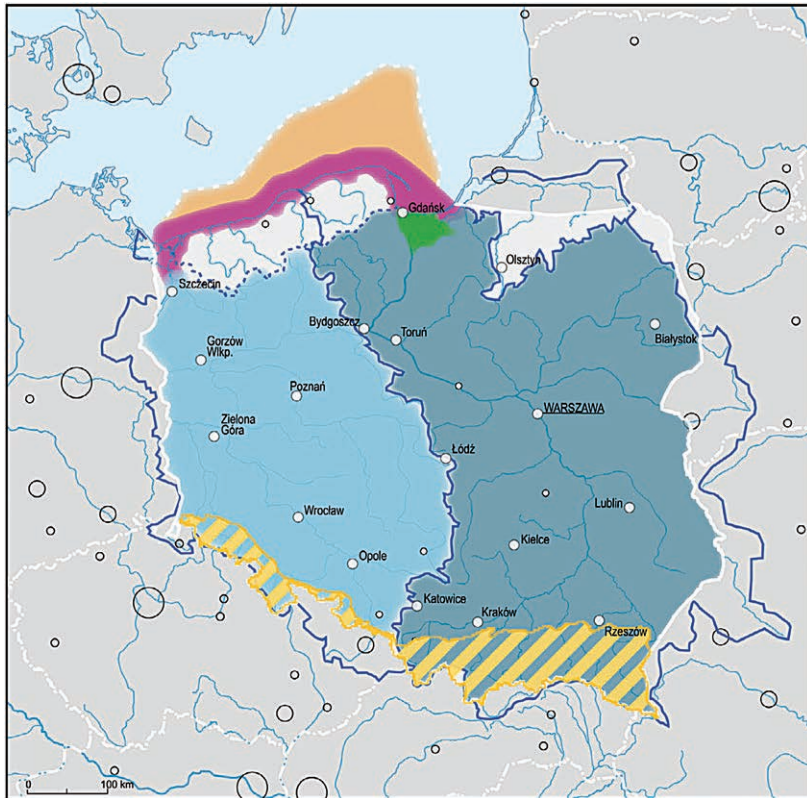 Gdańsk
Olsztyn
Szczecin
Białystok
Bydgoszcz
Toruń
Gorzów
Wlkp.
Poznań
WARSZAWA
Zielona
Góra
Łódź
Lublin
Wrocław
Kielce
Opole
Katowice
Kraków
Rzeszów
0 100 km